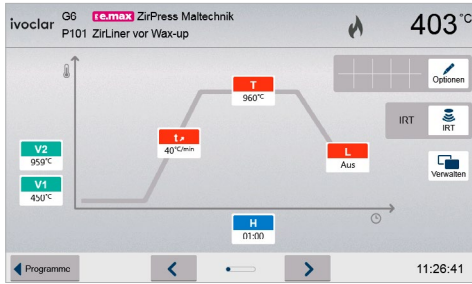 ivoclar
G6 IPS e.max ZirPress Maltechnik
P101 ZirLiner vor Wax-up
403°C
Optionen
T
960°C
IRT
IRT
t↗
40°C/min
V2
959°C
L
Aus
Verwalten
V1
450°C
H
01:00
Programme
11:26:41